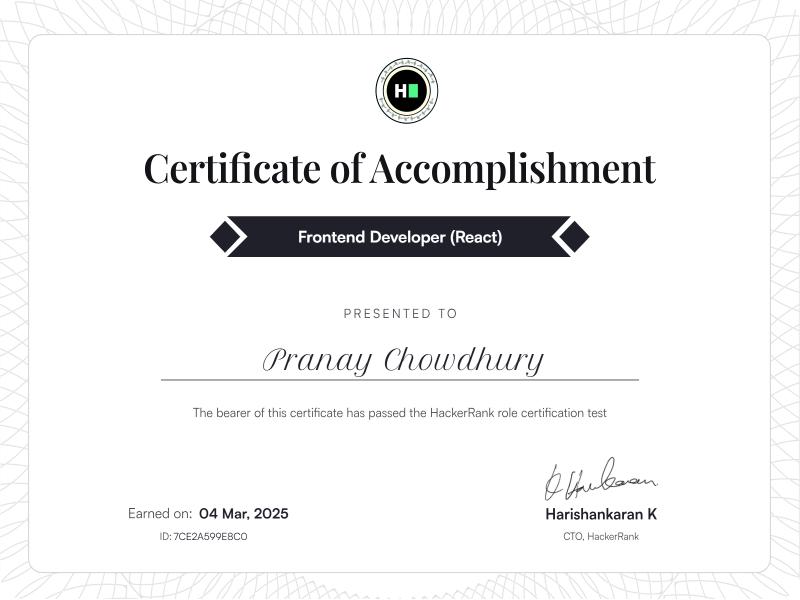 H
Certificate of Accomplishment
Frontend Developer (React)
PRESENTED TO
Pranay Chowdhury
The bearer of this certificate has passed the HackerRank role certification test
Earned on: 04 Mar, 2025
Harishankaran K
ID: 7CE2A599E8C0
CTO, HackerRank